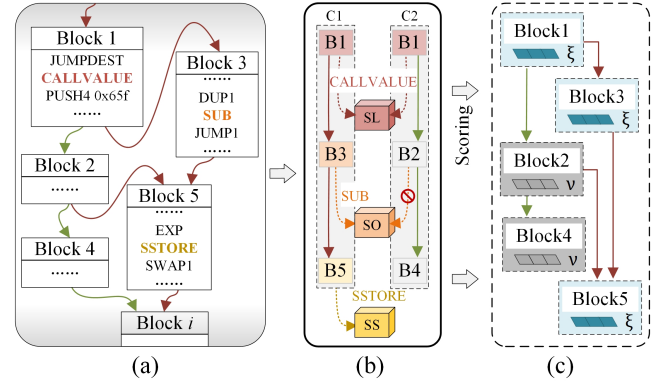 Block 1
JUMPDEST
CALLVALUE
PUSH4 0x65f
......
Block 3
......
DUP1
SUB
JUMP1
......
Block 2
......
Block 5
......
EXP
SSTORE
SWAP1
......
Block 4
......
Block i
(a)
C1 C2
B1 B1
CALLVALUE
SL
B3 B2
SUB
SO
B5 B4
SSTORE
SS
(b)
Scoring
Block1
ξ
Block3
ξ
Block2
ν
Block4
ν
Block5
ξ
(c)